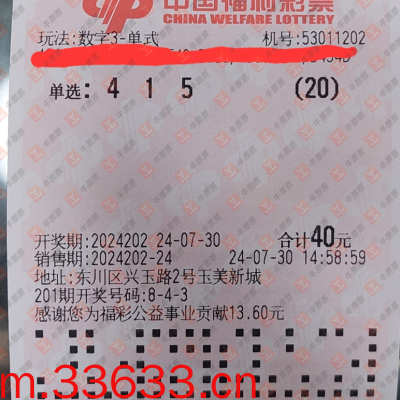 中国福利彩票
CHINA WELFARE LOTTERY
玩法:数字3-单式 机号:53011202
单选: 4 1 5 (20)
开奖期:2024202 24-07-30 合计40元
销售期:2024202-24 24-07-30 14:58:59
地址:东川区兴玉路2号玉美新城
201期开奖号码:8-4-3
感谢您为福彩公益事业贡献13.60元
m.33633.cn